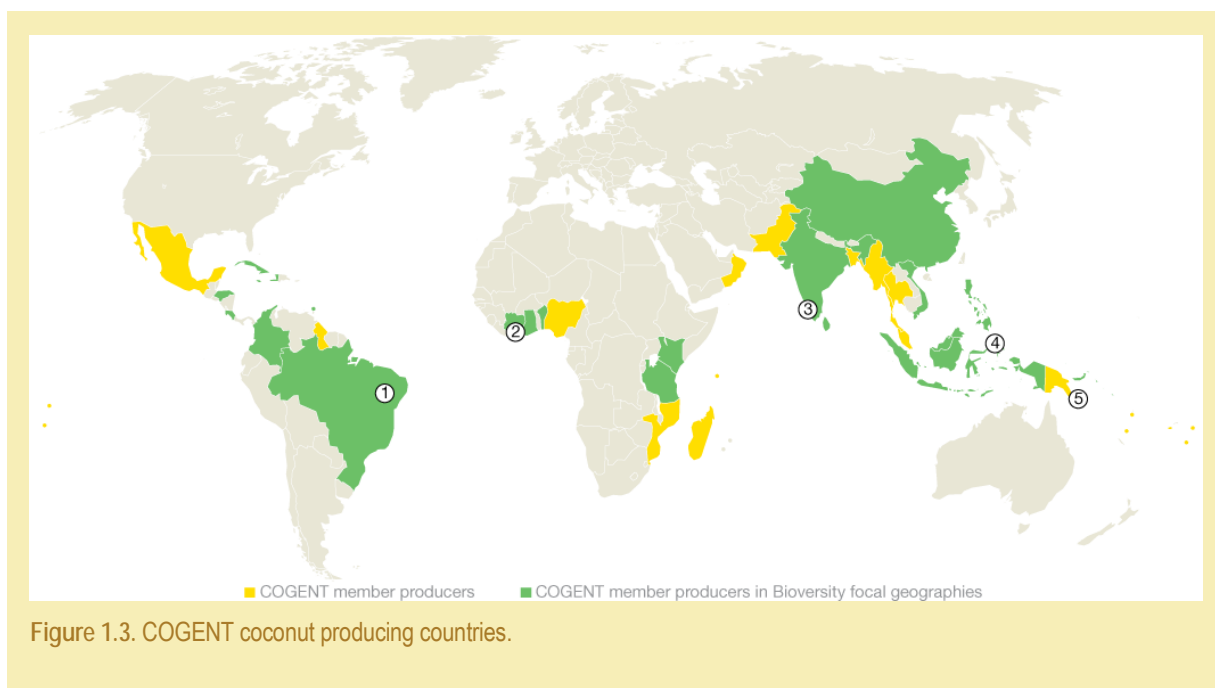 ①
②
③
④
⑤
COGENT member producers
COGENT member producers in Bioversity focal geographies
Figure 1.3. COGENT coconut producing countries.